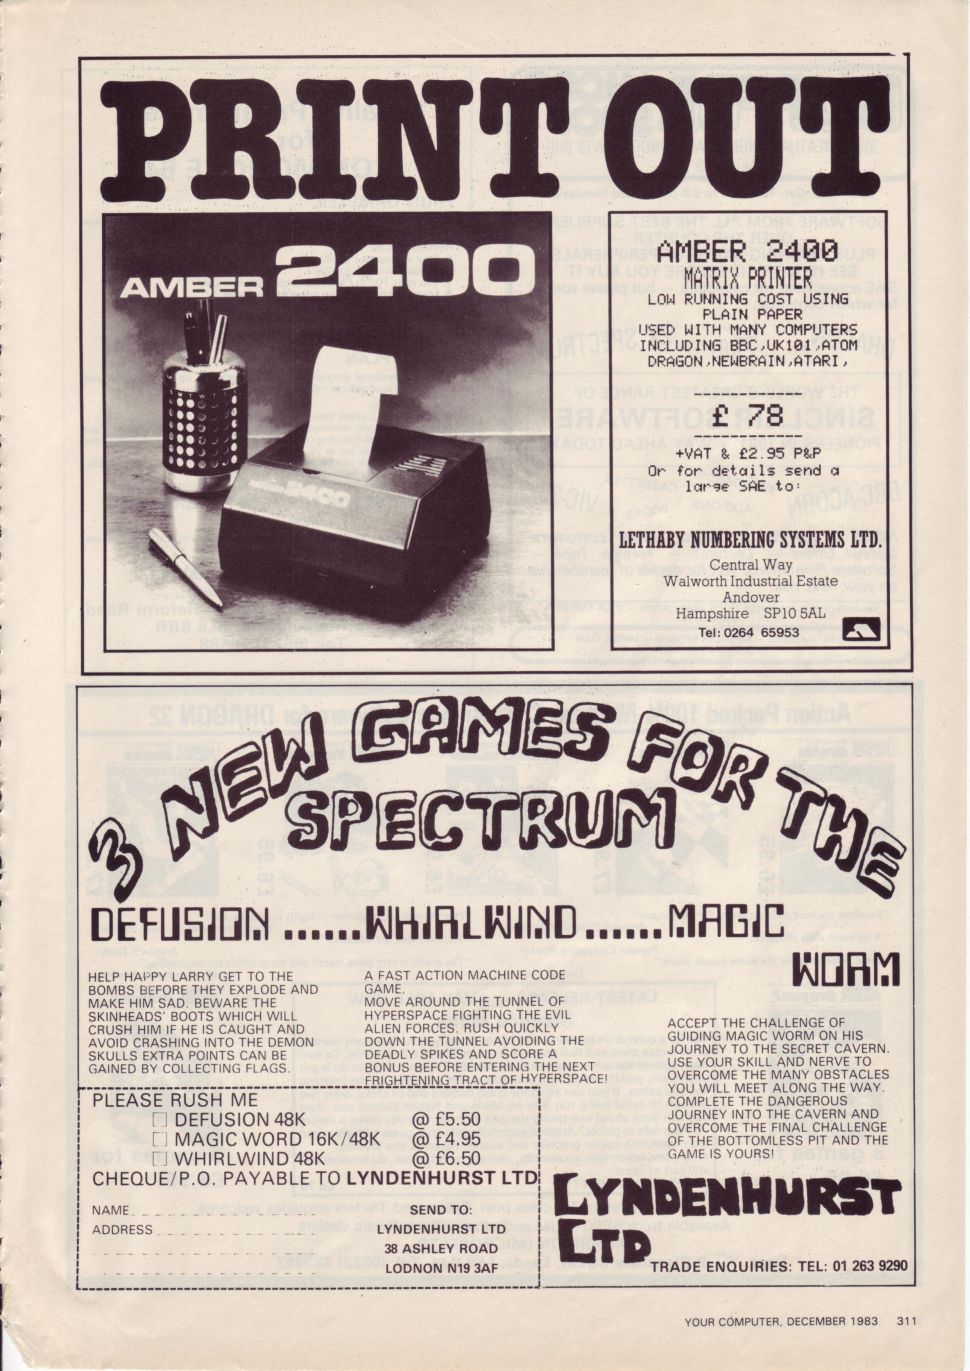 PRINT OUT
AMBER 2400
2400
AMBER 2400
MATRIX PRINTER
LOW RUNNING COST USING
PLAIN PAPER
USED WITH MANY COMPUTERS
INCLUDING BBC,UK101,ATOM
DRAGON,NEWBRAIN,ATARI,
£ 78
+VAT & £2.95 P&P
Or for details send a
large SAE to:
LETHABY NUMBERING SYSTEMS LTD.
Central Way
Walworth Industrial Estate
Andover
Hampshire SP10 5AL
Tel: 0264 65953
3 NEW GAMES FOR THE
SPECTRUM
DEFUSION ......WHIRLWIND ......MAGIC
WORM
HELP HAPPY LARRY GET TO THE
BOMBS BEFORE THEY EXPLODE AND
MAKE HIM SAD. BEWARE THE
SKINHEADS' BOOTS WHICH WILL
CRUSH HIM IF HE IS CAUGHT AND
AVOID CRASHING INTO THE DEMON
SKULLS EXTRA POINTS CAN BE
GAINED BY COLLECTING FLAGS.
A FAST ACTION MACHINE CODE
GAME.
MOVE AROUND THE TUNNEL OF
HYPERSPACE FIGHTING THE EVIL
ALIEN FORCES. RUSH QUICKLY
DOWN THE TUNNEL AVOIDING THE
DEADLY SPIKES AND SCORE A
BONUS BEFORE ENTERING THE NEXT
FRIGHTENING TRACT OF HYPERSPACE!
ACCEPT THE CHALLENGE OF
GUIDING MAGIC WORM ON HIS
JOURNEY TO THE SECRET CAVERN.
USE YOUR SKILL AND NERVE TO
OVERCOME THE MANY OBSTACLES
YOU WILL MEET ALONG THE WAY.
COMPLETE THE DANGEROUS
JOURNEY INTO THE CAVERN AND
OVERCOME THE FINAL CHALLENGE
OF THE BOTTOMLESS PIT AND THE
GAME IS YOURS!
PLEASE RUSH ME
DEFUSION 48K @ £5.50
MAGIC WORD 16K/48K @ £4.95
WHIRLWIND 48K @ £6.50
CHEQUE/P.O. PAYABLE TO LYNDENHURST LTD
NAME
ADDRESS
SEND TO:
LYNDENHURST LTD
38 ASHLEY ROAD
LODNON N19 3AF
LYNDENHURST
LTD
TRADE ENQUIRIES: TEL: 01 263 9290
YOUR COMPUTER, DECEMBER 1983 311